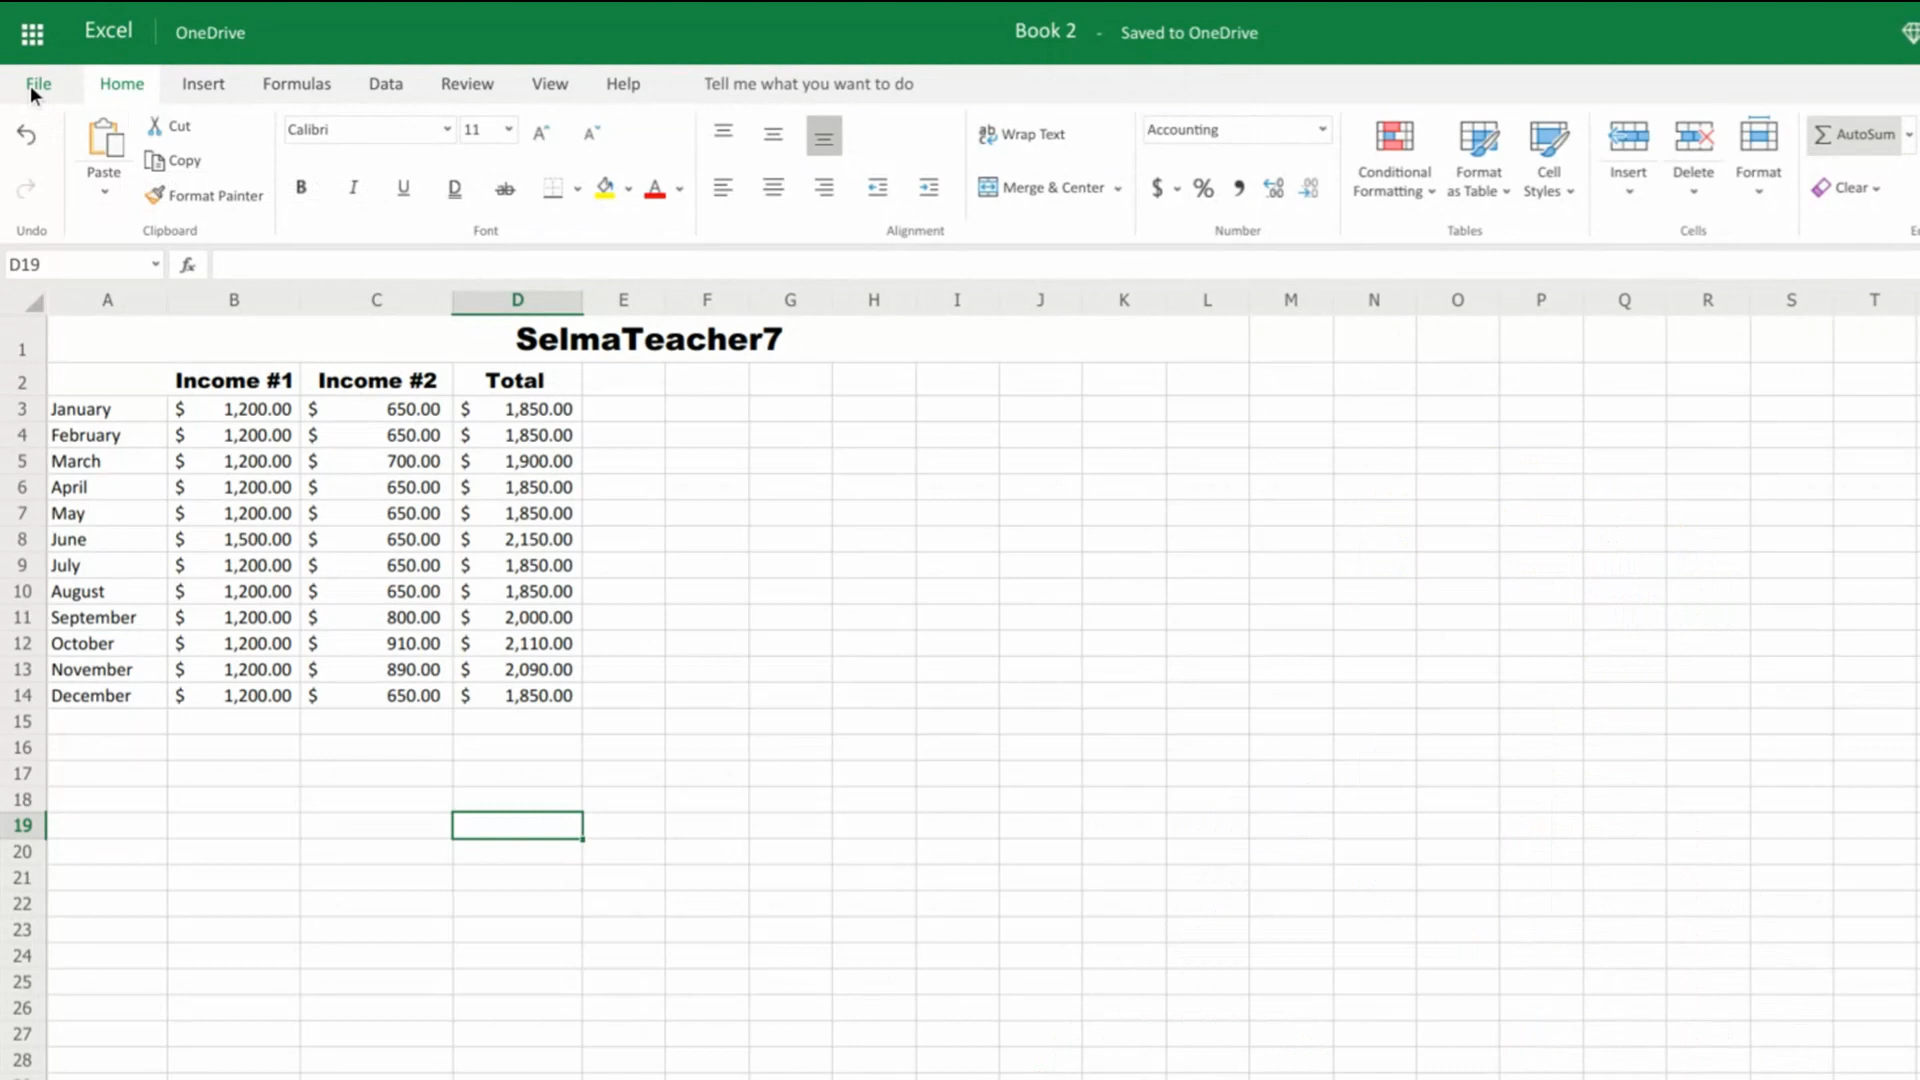 Excel OneDrive Book 2 - Saved to OneDrive
File Home Insert Formulas Data Review View Help Tell me what you want to do
Cut
Copy
Format Painter
Paste
Undo
Clipboard
Calibri 11
B I U D ab
Font
ab Wrap Text
Merge & Center
Alignment
Accounting
$ % , .00 .00
Number
Conditional Formatting
Format as Table
Cell Styles
Tables
Insert
Delete
Format
Cells
AutoSum
Clear
D19 fx
A B C D E F G H I J K L M N O P Q R S T
1 SelmaTeacher7
2 Income #1 Income #2 Total
3 January $ 1,200.00 $ 650.00 $ 1,850.00
4 February $ 1,200.00 $ 650.00 $ 1,850.00
5 March $ 1,200.00 $ 700.00 $ 1,900.00
6 April $ 1,200.00 $ 650.00 $ 1,850.00
7 May $ 1,200.00 $ 650.00 $ 1,850.00
8 June $ 1,500.00 $ 650.00 $ 2,150.00
9 July $ 1,200.00 $ 650.00 $ 1,850.00
10 August $ 1,200.00 $ 650.00 $ 1,850.00
11 September $ 1,200.00 $ 800.00 $ 2,000.00
12 October $ 1,200.00 $ 910.00 $ 2,110.00
13 November $ 1,200.00 $ 890.00 $ 2,090.00
14 December $ 1,200.00 $ 650.00 $ 1,850.00
15
16
17
18
19
20
21
22
23
24
25
26
27
28